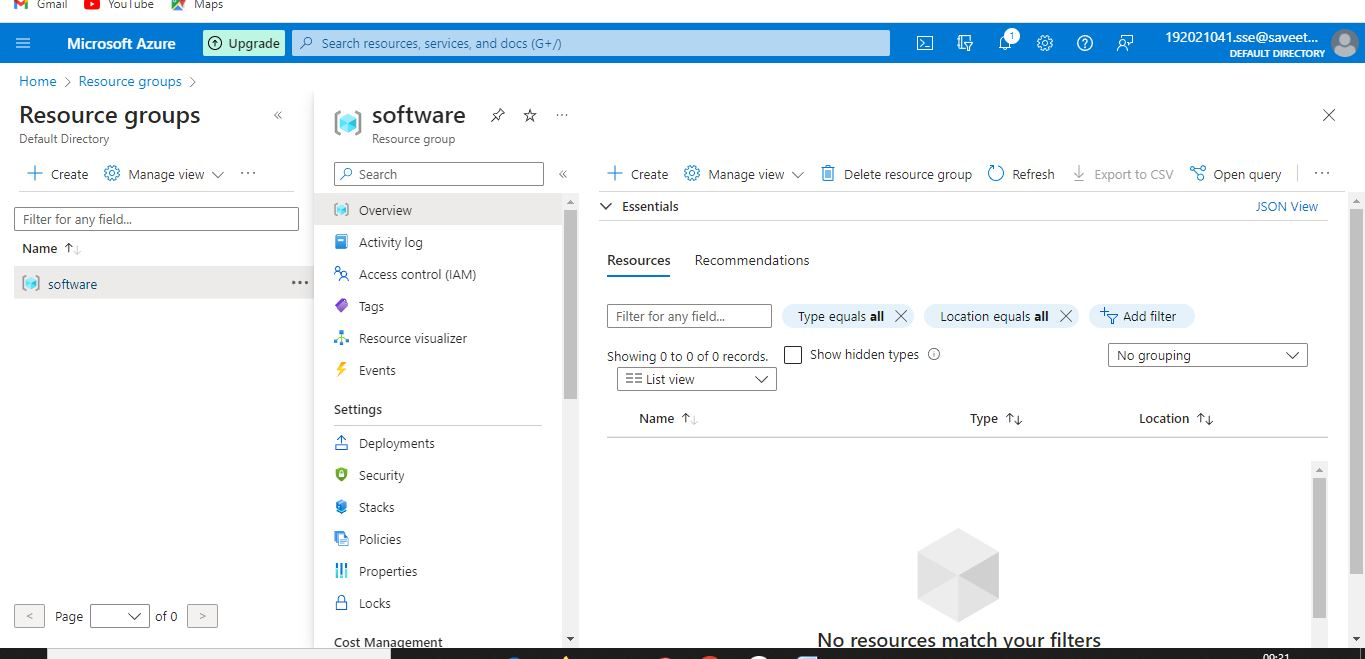 Gmail YouTube Maps
Microsoft Azure Upgrade Search resources, services, and docs (G+/) 1 192021041.sse@saveet...
DEFAULT DIRECTORY
Home > Resource groups >
Resource groups «
Default Directory
+ Create Manage view ...
Filter for any field...
Name ↑↓
software ...
< Page of 0 >
software ...
Resource group
Search «
Overview
Activity log
Access control (IAM)
Tags
Resource visualizer
Events
Settings
Deployments
Security
Stacks
Policies
Properties
Locks
Cost Management
+ Create Manage view Delete resource group Refresh Export to CSV Open query ...
Essentials JSON View
Resources Recommendations
Filter for any field... Type equals all Location equals all Add filter
Showing 0 to 0 of 0 records. Show hidden types No grouping
List view
Name ↑↓ Type ↑↓ Location ↑↓
No resources match your filters